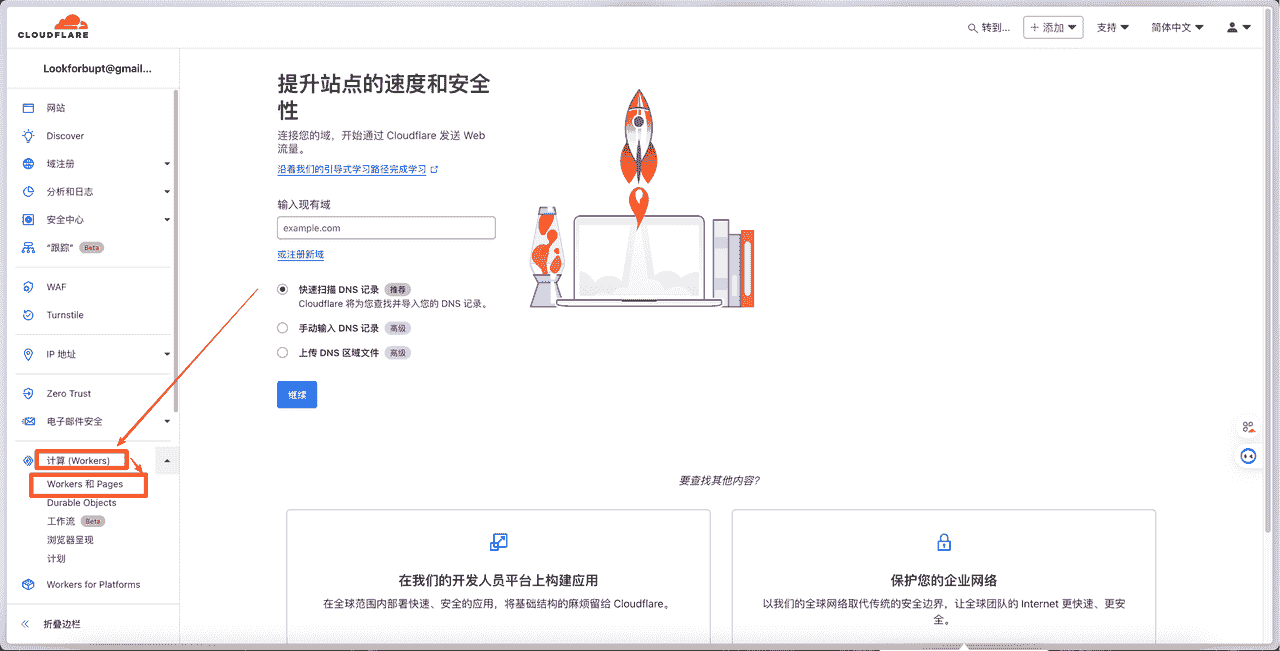 CLOUDFLARE
转到...
添加
支持
简体中文
Lookforbupt@gmail...
网站
Discover
域注册
分析和日志
安全中心
"跟踪" Beta
WAF
Turnstile
IP 地址
Zero Trust
电子邮件安全
计算 (Workers)
Workers 和 Pages
Durable Objects
工作流 Beta
浏览器呈现
计划
Workers for Platforms
折叠边栏
提升站点的速度和安全
性
连接您的域，开始通过 Cloudflare 发送 Web
流量。
沿着我们的引导式学习路径完成学习
输入现有域
example.com
或注册新域
快速扫描 DNS 记录 推荐
Cloudflare 将为您查找并导入您的 DNS 记录。
手动输入 DNS 记录 高级
上传 DNS 区域文件 高级
继续
要查找其他内容?
在我们的开发人员平台上构建应用
在全球范围内部署快速、安全的应用，将基础结构的麻烦留给 Cloudflare。
保护您的企业网络
以我们的全球网络取代传统的安全边界，让全球团队的 Internet 更快速、更安
全。